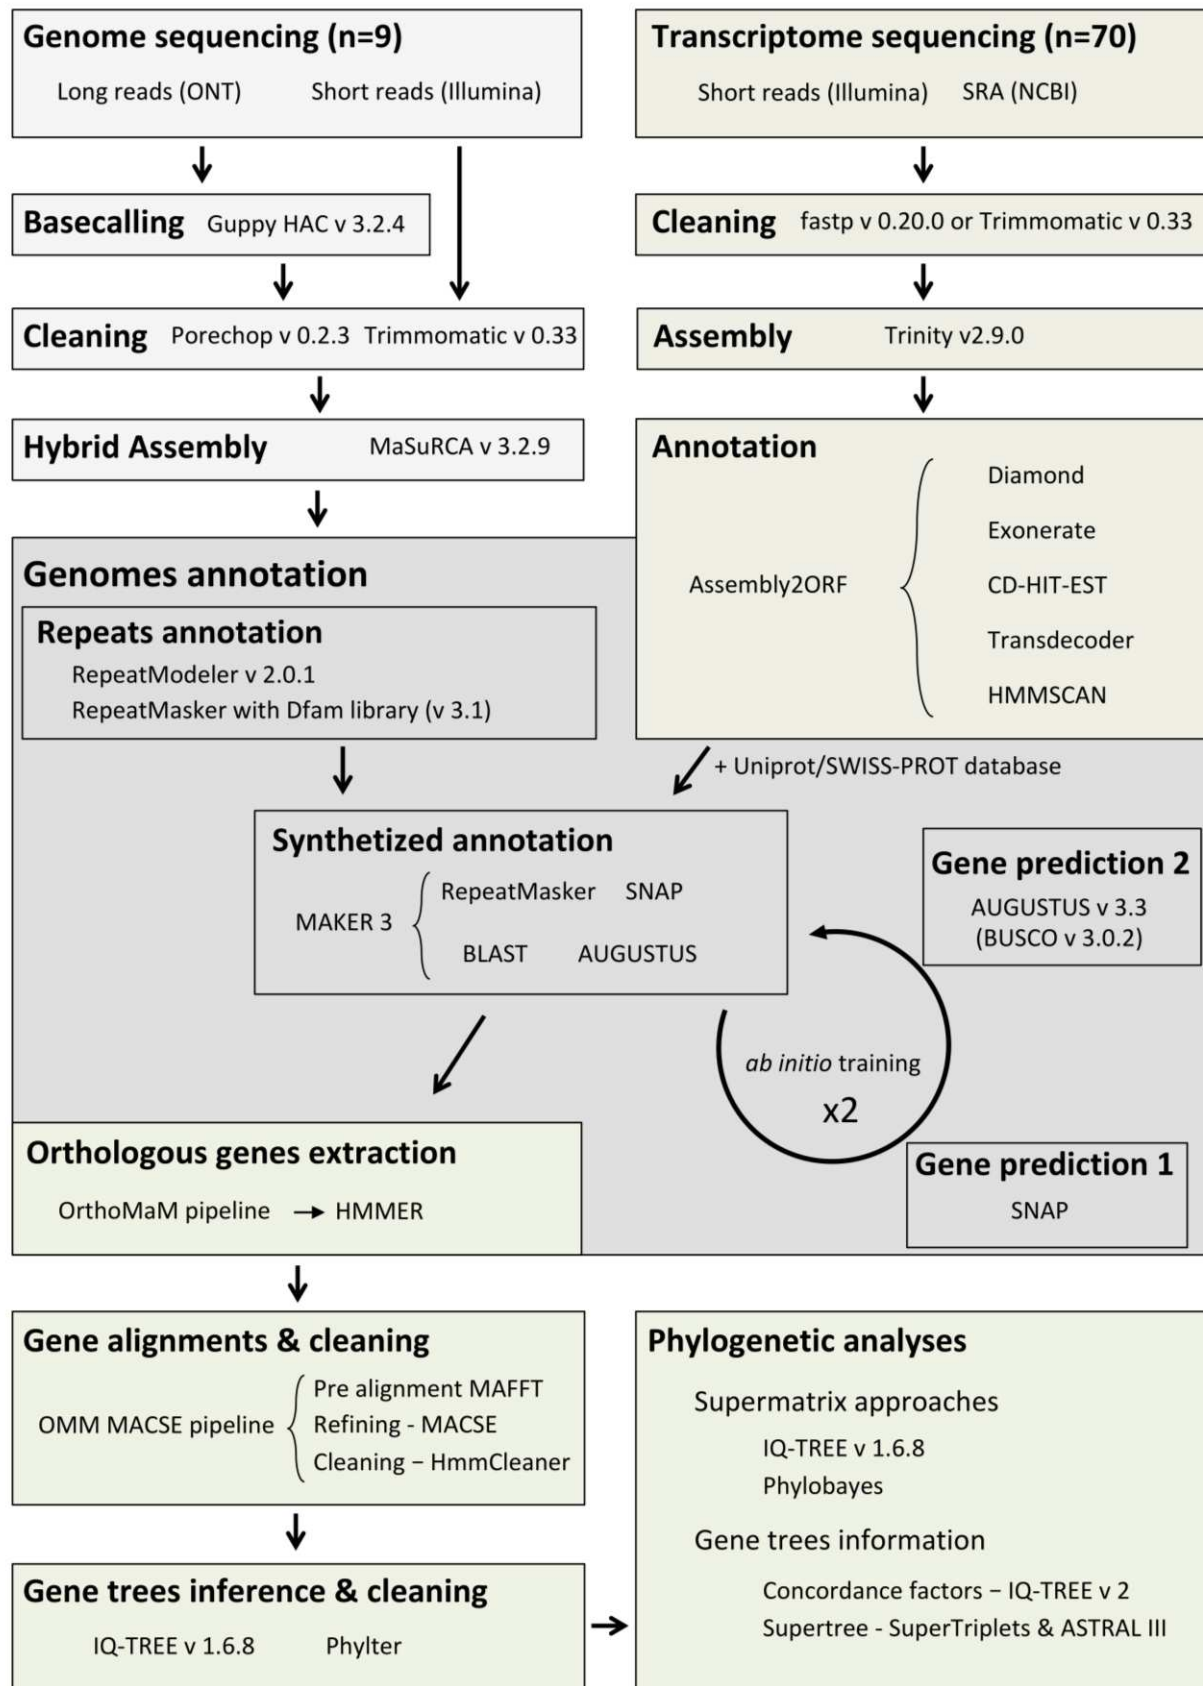 Genome sequencing (n=9)
Long reads (ONT) Short reads (Illumina)
Basecalling Guppy HAC v 3.2.4
Cleaning Porechop v 0.2.3 Trimmomatic v 0.33
Hybrid Assembly MaSuRCA v 3.2.9
Transcriptome sequencing (n=70)
Short reads (Illumina) SRA (NCBI)
Cleaning fastp v 0.20.0 or Trimmomatic v 0.33
Assembly Trinity v2.9.0
Annotation
Assembly2ORF
Diamond
Exonerate
CD-HIT-EST
Transdecoder
HMMSCAN
Genomes annotation
Repeats annotation
RepeatModeler v 2.0.1
RepeatMasker with Dfam library (v 3.1)
+ Uniprot/SWISS-PROT database
Synthetized annotation
MAKER 3
RepeatMasker SNAP
BLAST AUGUSTUS
Gene prediction 2
AUGUSTUS v 3.3
(BUSCO v 3.0.2)
ab initio training
x2
Gene prediction 1
SNAP
Orthologous genes extraction
OrthoMaM pipeline → HMMER
Gene alignments & cleaning
OMM MACSE pipeline
Pre alignment MAFFT
Refining - MACSE
Cleaning – HmmCleaner
Gene trees inference & cleaning
IQ-TREE v 1.6.8 Phylter
Phylogenetic analyses
Supermatrix approaches
IQ-TREE v 1.6.8
Phylobayes
Gene trees information
Concordance factors – IQ-TREE v 2
Supertree - SuperTriplets & ASTRAL III